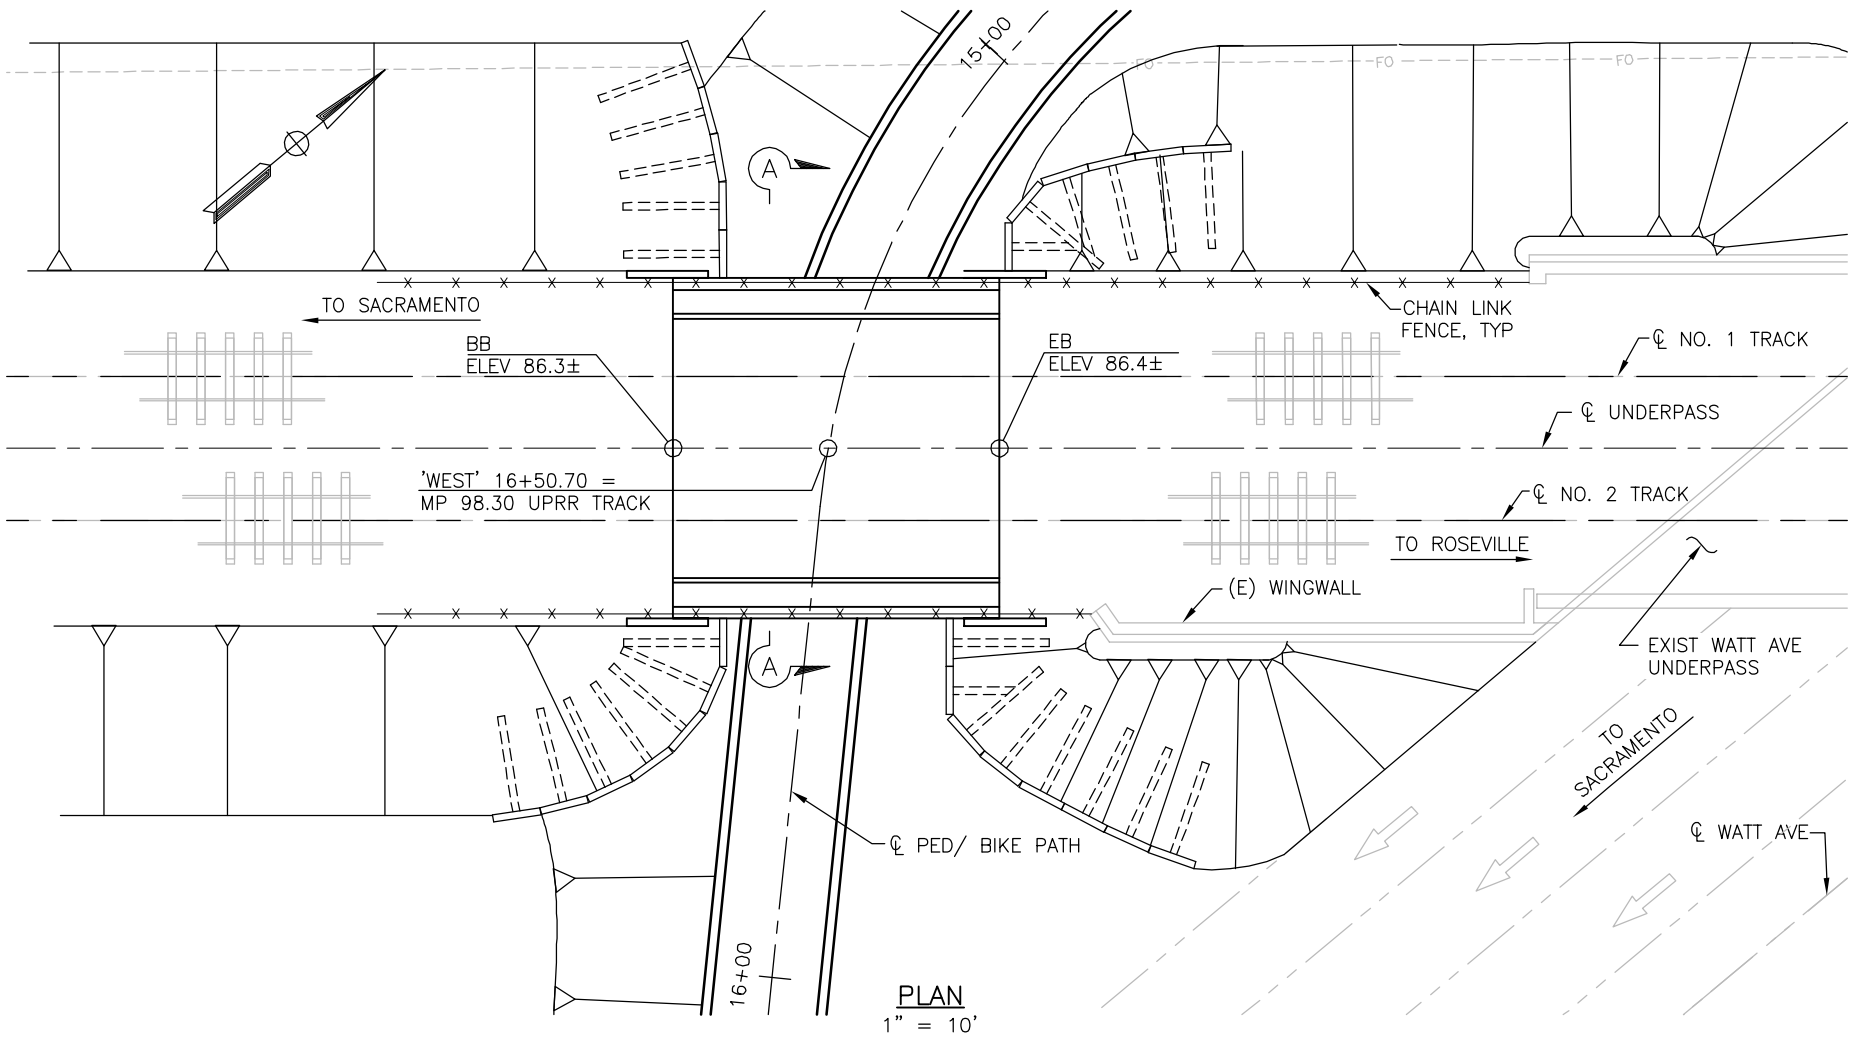 15+00
FO
FO
FO
A
TO SACRAMENTO
CHAIN LINK
FENCE, TYP
BB
ELEV 86.3±
EB
ELEV 86.4±
℄ NO. 1 TRACK
℄ UNDERPASS
'WEST' 16+50.70 =
MP 98.30 UPRR TRACK
℄ NO. 2 TRACK
TO ROSEVILLE
(E) WINGWALL
EXIST WATT AVE
UNDERPASS
A
TO
SACRAMENTO
℄ WATT AVE
℄ PED/ BIKE PATH
16+00
PLAN
1" = 10'